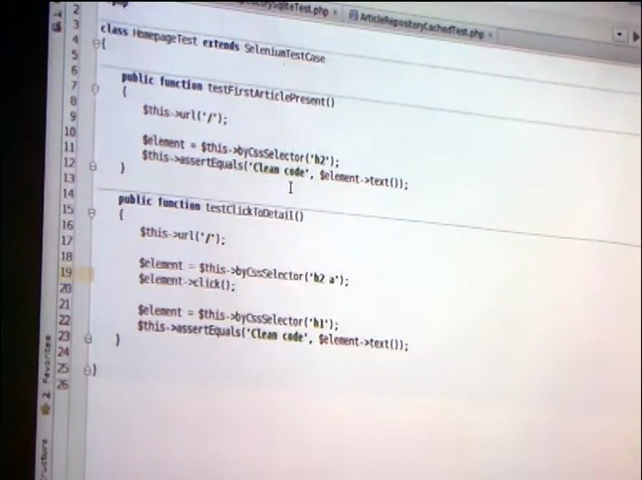 ArticleRepositoryCachedTest.php
2
3
4 class HomepageTest extends SeleniumTestCase
5 {
6
7 public function testFirstArticlePresent()
8 {
9 $this->url('/');
10
11 $element = $this->byCssSelector('h2');
12 $this->assertEquals('Clean code', $element->text());
13 }
14
15 public function testClickToDetail()
16 {
17 $this->url('/');
18
19 $element = $this->byCssSelector('h2 a');
20 $element->click();
21
22 $element = $this->byCssSelector('h1');
23 $this->assertEquals('Clean code', $element->text());
24 }
25 }
26
2: Favorites